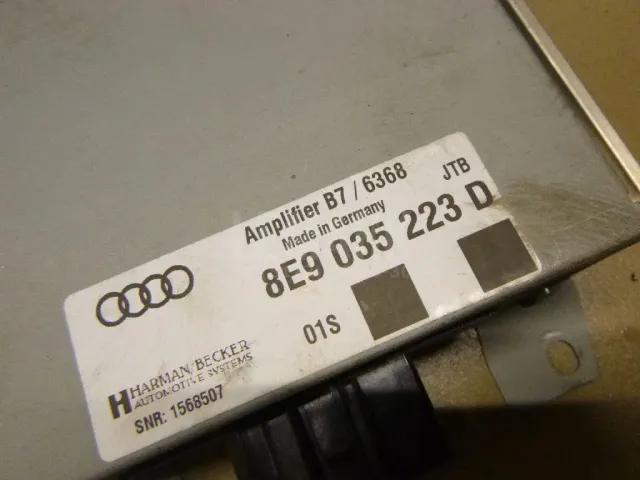 Amplifier B7 / 6368
JTB
Made in Germany
8E9 035 223 D
01S
HARMAN/BECKER
AUTOMOTIVE SYSTEMS
SNR: 1568507